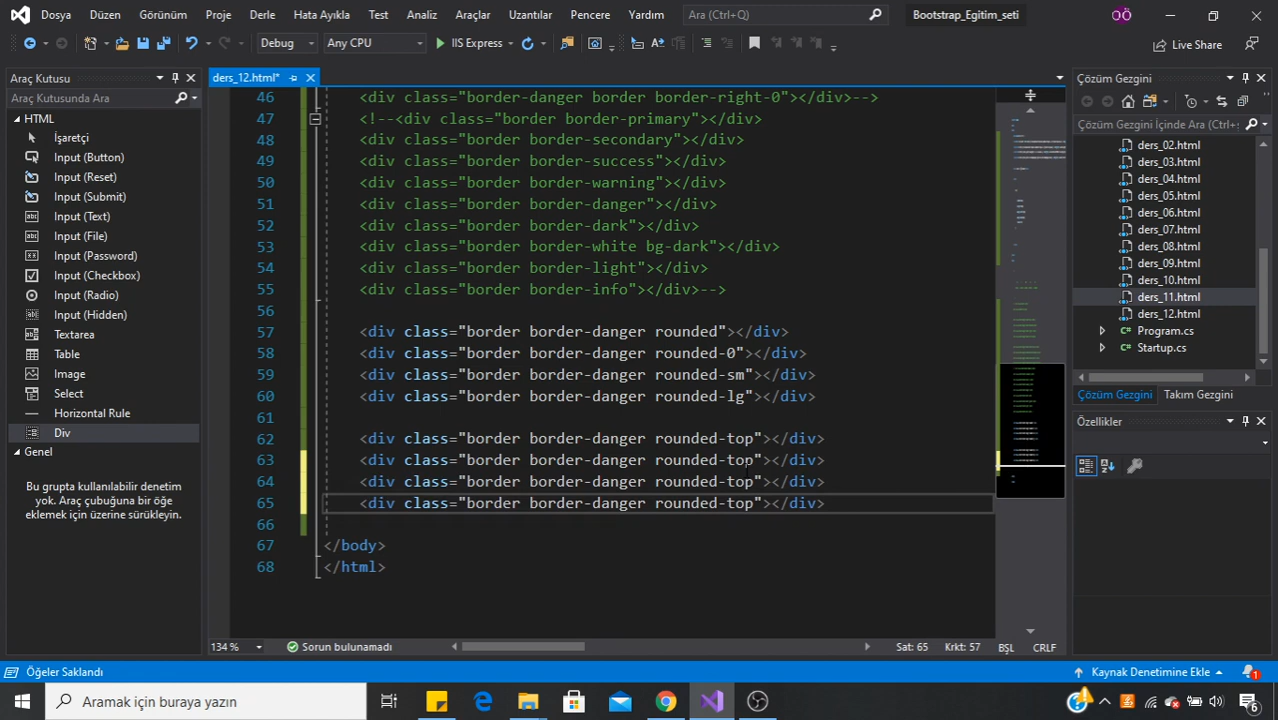 Dosya Düzen Görünüm Proje Derle Hata Ayıkla Test Analiz Araçlar Uzantılar Pencere Yardım Ara (Ctrl+Q) Bootstrap_Egitim_seti OÖ
Debug Any CPU IIS Express Live Share
Araç Kutusu
Araç Kutusunda Ara
HTML
İşaretçi
Input (Button)
Input (Reset)
Input (Submit)
Input (Text)
Input (File)
Input (Password)
Input (Checkbox)
Input (Radio)
Input (Hidden)
Textarea
Table
Image
Select
Horizontal Rule
Div
Genel
Bu grupta kullanılabilir denetim
yok. Araç çubuğuna bir öğe
eklemek için üzerine sürükleyin.
ders_12.html*
46 <div class="border-danger border border-right-0"></div>-->
47 <!--<div class="border border-primary"></div>
48 <div class="border border-secondary"></div>
49 <div class="border border-success"></div>
50 <div class="border border-warning"></div>
51 <div class="border border-danger"></div>
52 <div class="border border-dark"></div>
53 <div class="border border-white bg-dark"></div>
54 <div class="border border-light"></div>
55 <div class="border border-info"></div>-->
56
57 <div class="border border-danger rounded"></div>
58 <div class="border border-danger rounded-0"></div>
59 <div class="border border-danger rounded-sm"></div>
60 <div class="border border-danger rounded-lg"></div>
61
62 <div class="border border-danger rounded-top"></div>
63 <div class="border border-danger rounded-top"></div>
64 <div class="border border-danger rounded-top"></div>
65 <div class="border border-danger rounded-top"></div>
66
67 </body>
68 </html>
134 % Sorun bulunamadı Sat: 65 Krkt: 57 BŞL CRLF
Çözüm Gezgini
Çözüm Gezgini İçinde Ara (Ctrl+
ders_02.html
ders_03.html
ders_04.html
ders_05.html
ders_06.html
ders_07.html
ders_08.html
ders_09.html
ders_10.html
ders_11.html
ders_12.html
Program.cs
Startup.cs
Çözüm Gezgini Takım Gezgini
Özellikler
Öğeler Saklandı Kaynak Denetimine Ekle 1
Aramak için buraya yazın 6